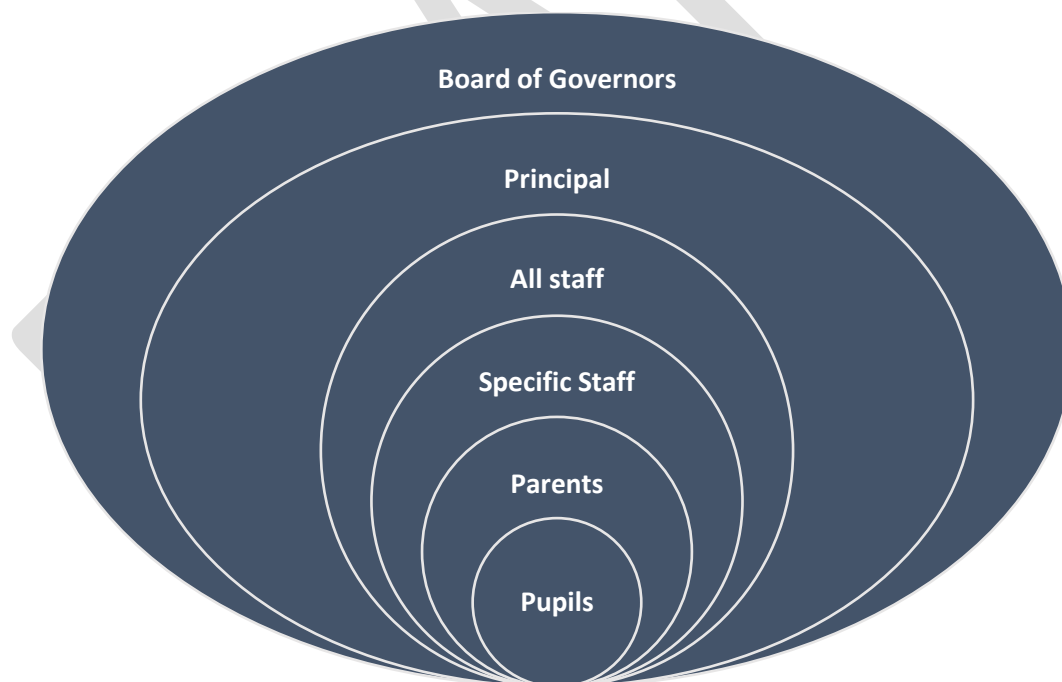 Board of Governors
Principal
All staff
Specific Staff
Parents
Pupils